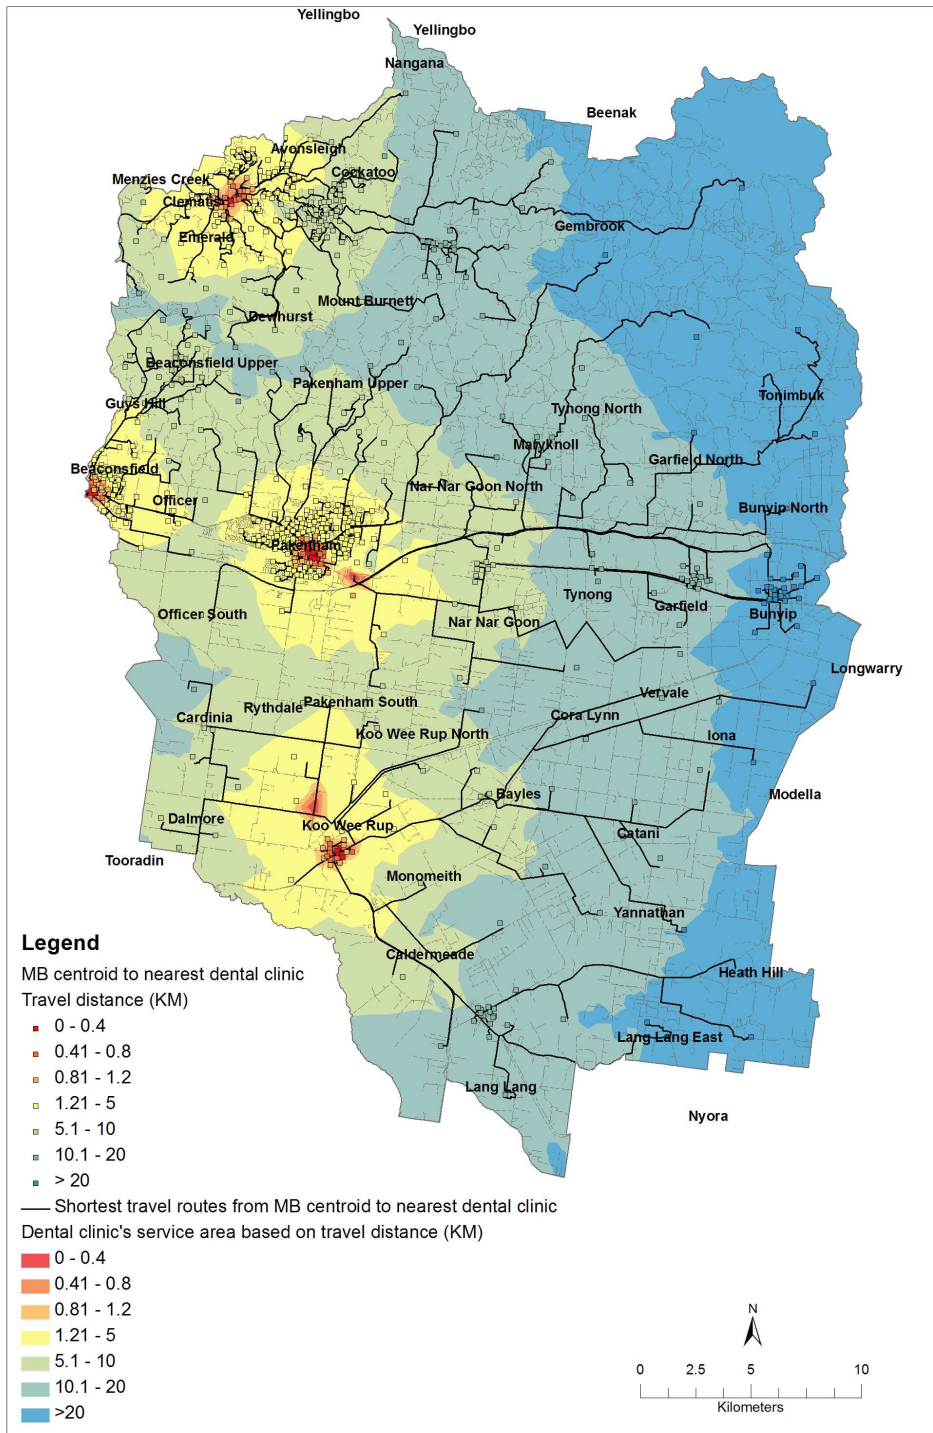 Yellingbo
Yellingbo
Nangana
Beenak
Avonsleigh
Cockatoo
Menzies Creek
Clematis
Gembrook
Emerald
Mount Burnett
Dewhurst
Beaconsfield Upper
Pakenham Upper
Tonimbuk
Guys Hill
Tynong North
Maryknoll
Garfield North
Beaconsfield
Nar Nar Goon North
Officer
Bunyip North
Pakenham
Tynong
Garfield
Bunyip
Officer South
Nar Nar Goon
Longwarry
Vervale
Rythdale
Pakenham South
Cardinia
Cora Lynn
Koo Wee Rup North
Iona
Bayles
Modella
Dalmore
Koo Wee Rup
Catani
Tooradin
Monomeith
Yannathan
Caldermeade
Heath Hill
Lang Lang East
Lang Lang
Nyora
Legend
MB centroid to nearest dental clinic
Travel distance (KM)
0 - 0.4
0.41 - 0.8
0.81 - 1.2
1.21 - 5
5.1 - 10
10.1 - 20
> 20
Shortest travel routes from MB centroid to nearest dental clinic
Dental clinic's service area based on travel distance (KM)
0 - 0.4
0.41 - 0.8
0.81 - 1.2
1.21 - 5
5.1 - 10
10.1 - 20
>20
N
0 2.5 5 10
Kilometers